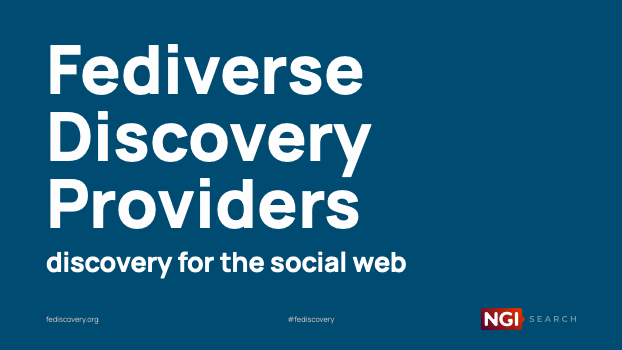 Fediverse
Discovery
Providers
discovery for the social web
fediscovery.org
#fediscovery
NGI SEARCH